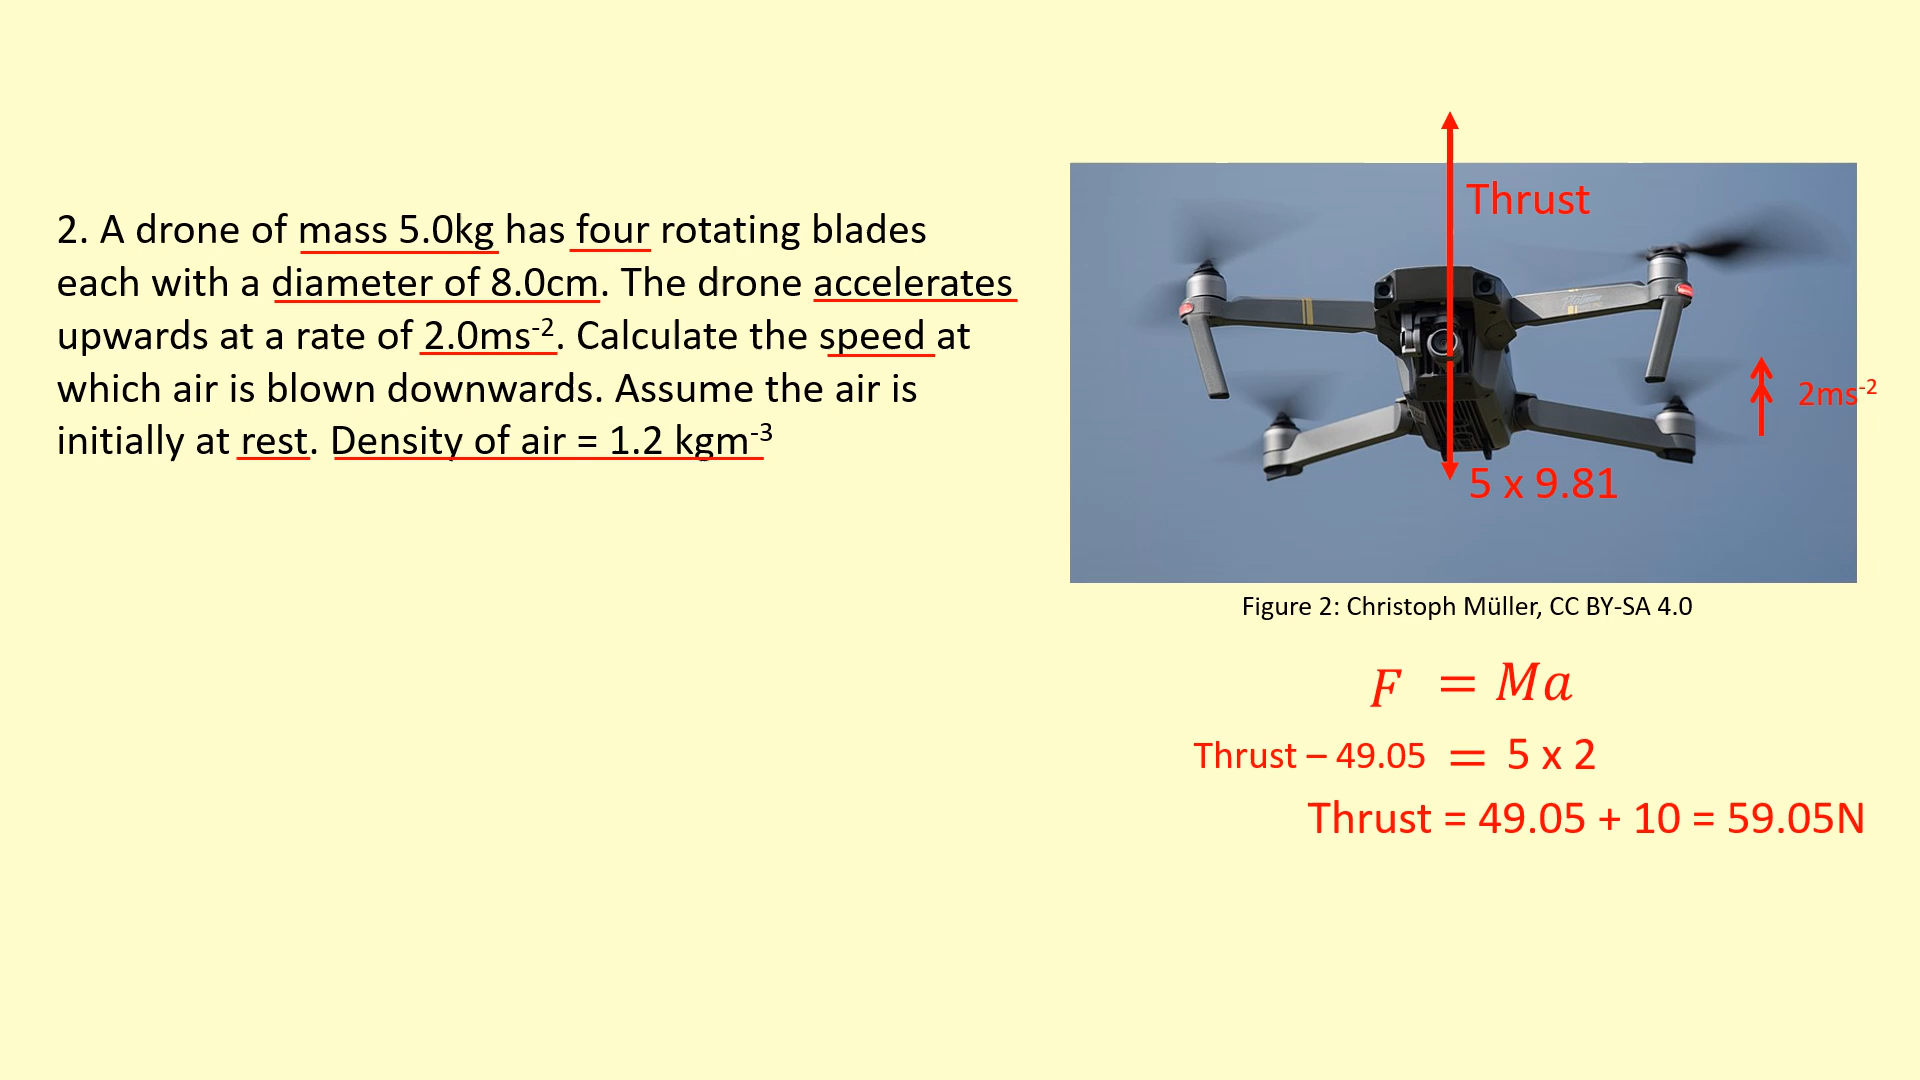 2. A drone of mass 5.0kg has four rotating blades
each with a diameter of 8.0cm. The drone accelerates
upwards at a rate of 2.0ms⁻². Calculate the speed at
which air is blown downwards. Assume the air is
initially at rest. Density of air = 1.2 kgm⁻³
Thrust
2ms⁻²
5 x 9.81
Figure 2: Christoph Müller, CC BY-SA 4.0
F = Ma
Thrust – 49.05 = 5 x 2
Thrust = 49.05 + 10 = 59.05N